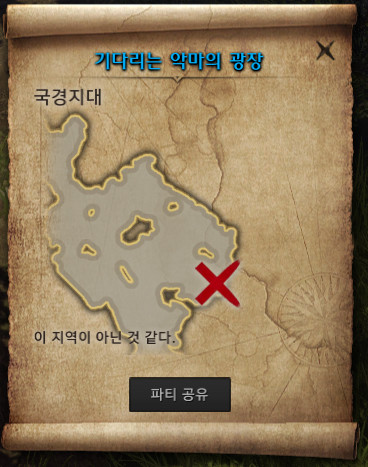 기다리는 악마의 광장
국경지대
이 지역이 아닌 것 같다.
파티 공유